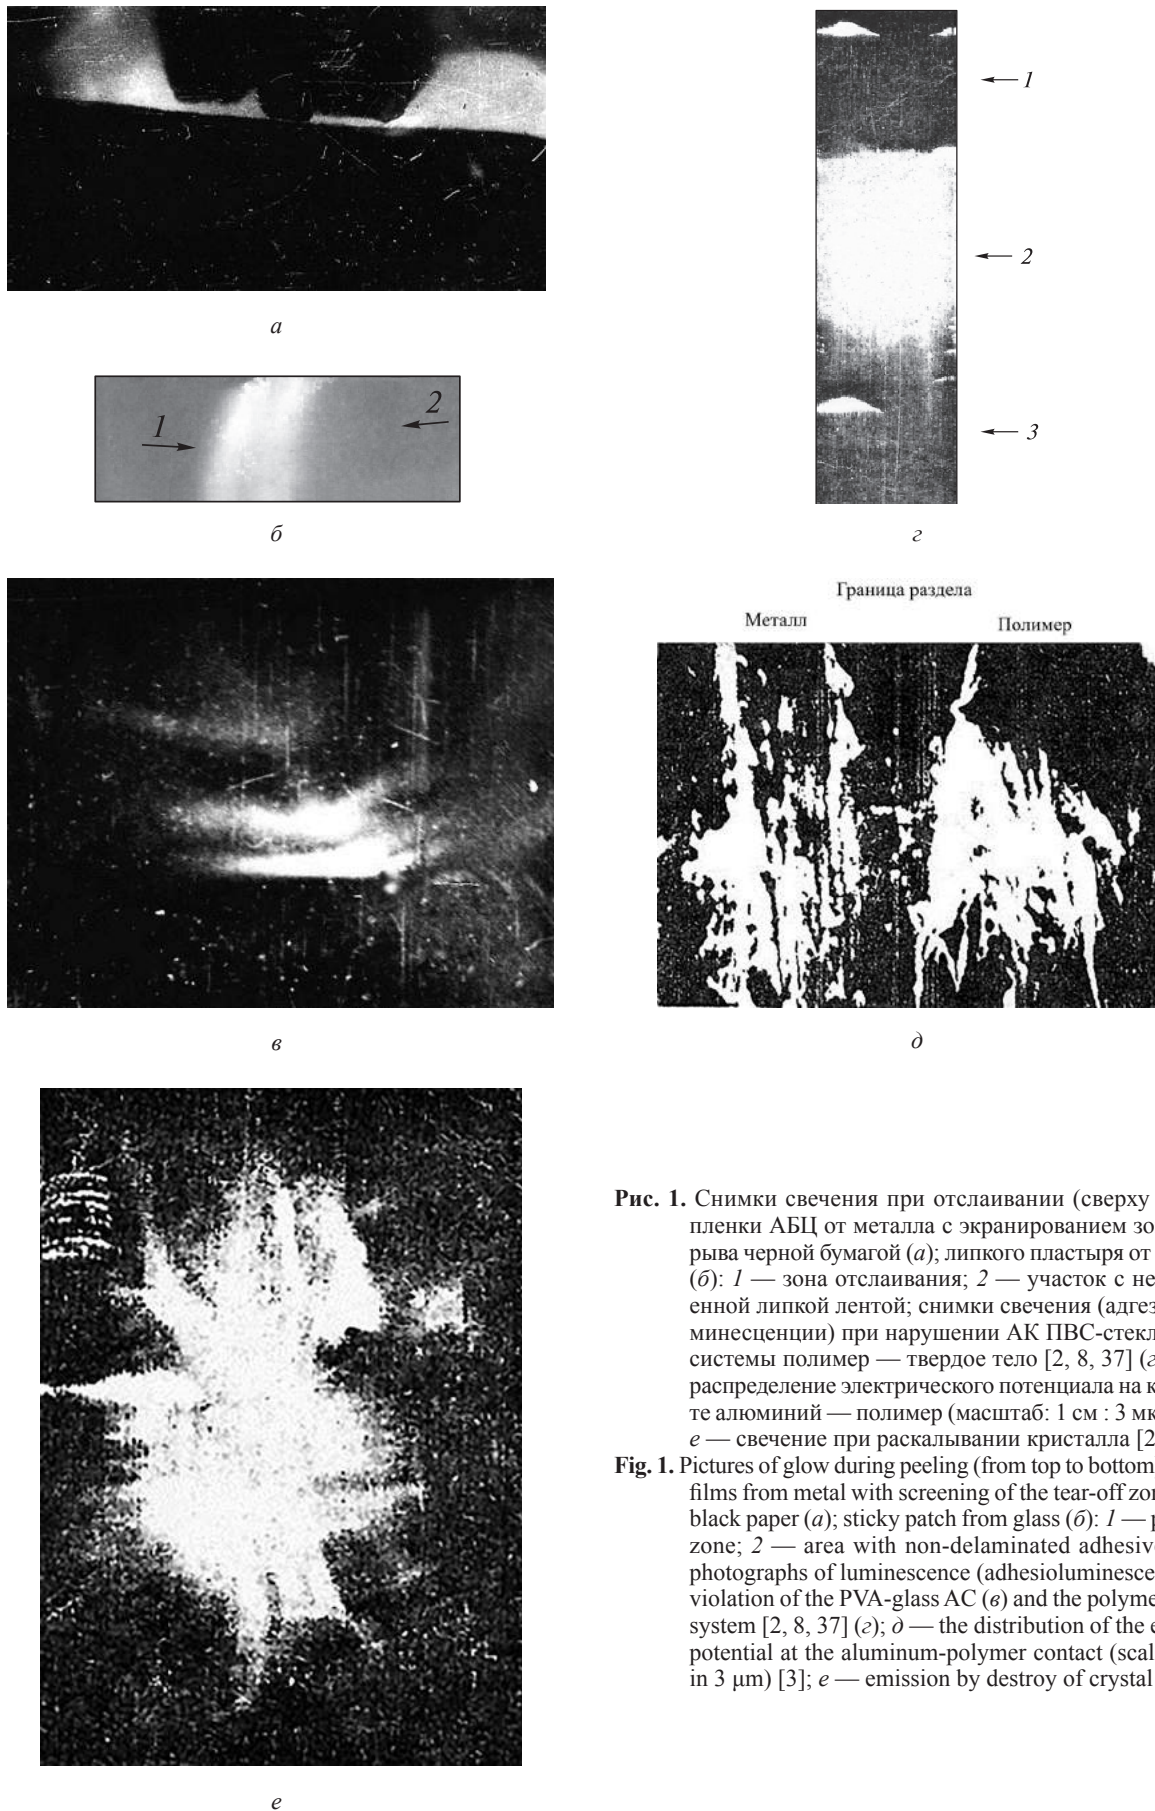 а
1
2
3
1
2
б
г
Граница раздела
Металл
Полимер
в
д
Рис. 1. Снимки свечения при отслаивании (сверху
пленки АБЦ от металла с экранированием зо
рыва черной бумагой (а); липкого пластыря от
(б): 1 — зона отслаивания; 2 — участок с не
енной липкой лентой; снимки свечения (адгез
минесценции) при нарушении АК ПВС-стекл
системы полимер — твердое тело [2, 8, 37] (г
распределение электрического потенциала на к
те алюминий — полимер (масштаб: 1 см : 3 мк
е — свечение при раскалывании кристалла [2
Fig. 1. Pictures of glow during peeling (from top to bottom
films from metal with screening of the tear-off zon
black paper (а); sticky patch from glass (б): 1 — p
zone; 2 — area with non-delaminated adhesiv
photographs of luminescence (adhesioluminesce
violation of the PVA-glass AC (в) and the polyme
system [2, 8, 37] (г); д — the distribution of the e
potential at the aluminum-polymer contact (scal
in 3 μm) [3]; е — emission by destroy of crystal
е